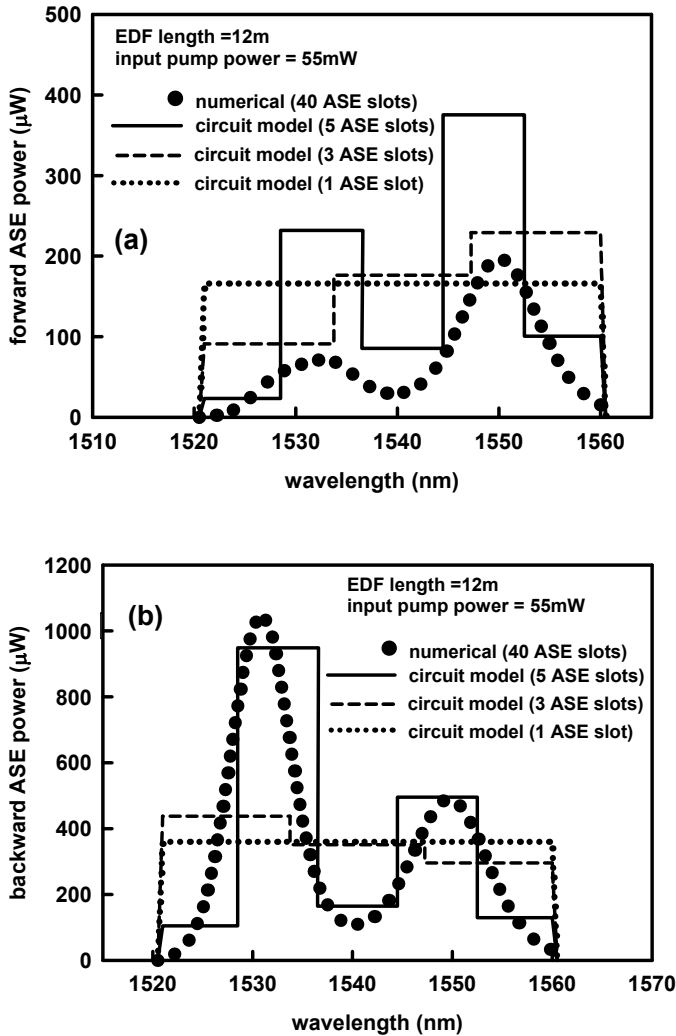 500
EDF length =12m
input pump power = 55mW
numerical (40 ASE slots)
400
circuit model (5 ASE slots)
circuit model (3 ASE slots)
circuit model (1 ASE slot)
300
(a)
200
100
0
forward ASE power (μW)
1510 1520 1530 1540 1550 1560
wavelength (nm)
1200
EDF length =12m
(b)
input pump power = 55mW
1000
numerical (40 ASE slots)
circuit model (5 ASE slots)
800
circuit model (3 ASE slots)
circuit model (1 ASE slot)
600
400
200
0
backward ASE power (μW)
1520 1530 1540 1550 1560 1570
wavelength (nm)